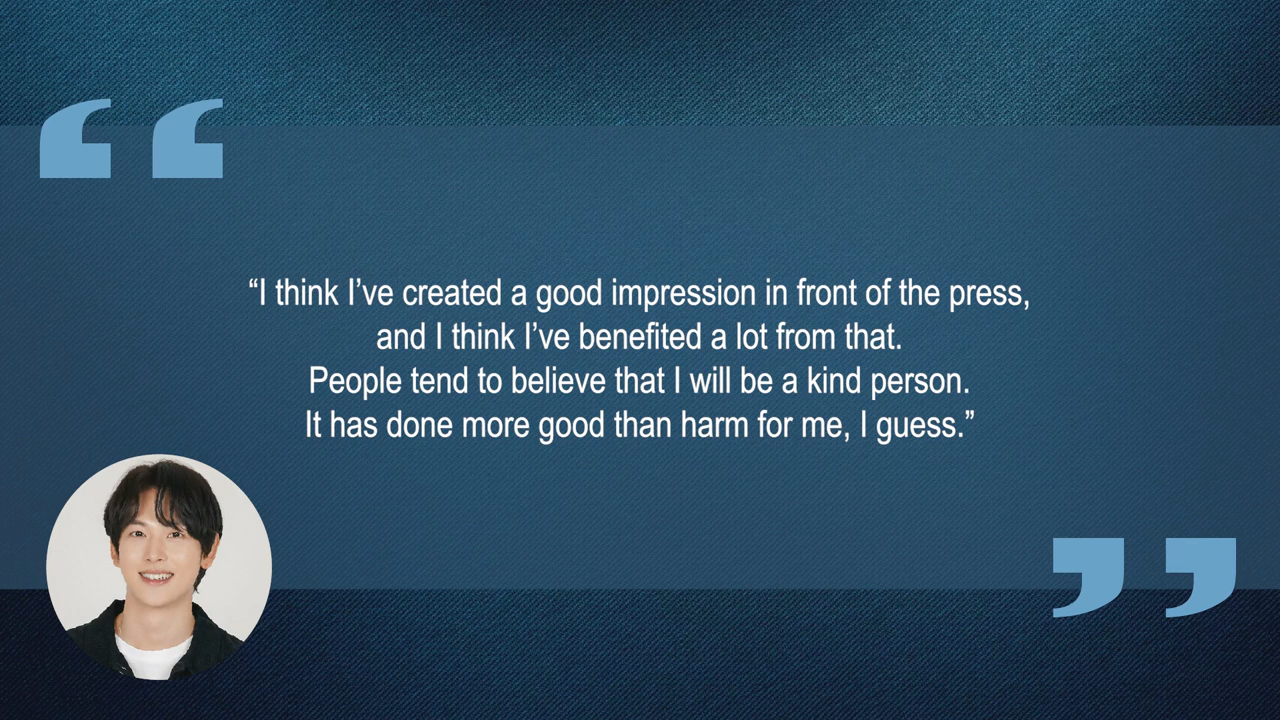 “I think I’ve created a good impression in front of the press,
and I think I’ve benefited a lot from that.
People tend to believe that I will be a kind person.
It has done more good than harm for me, I guess.”